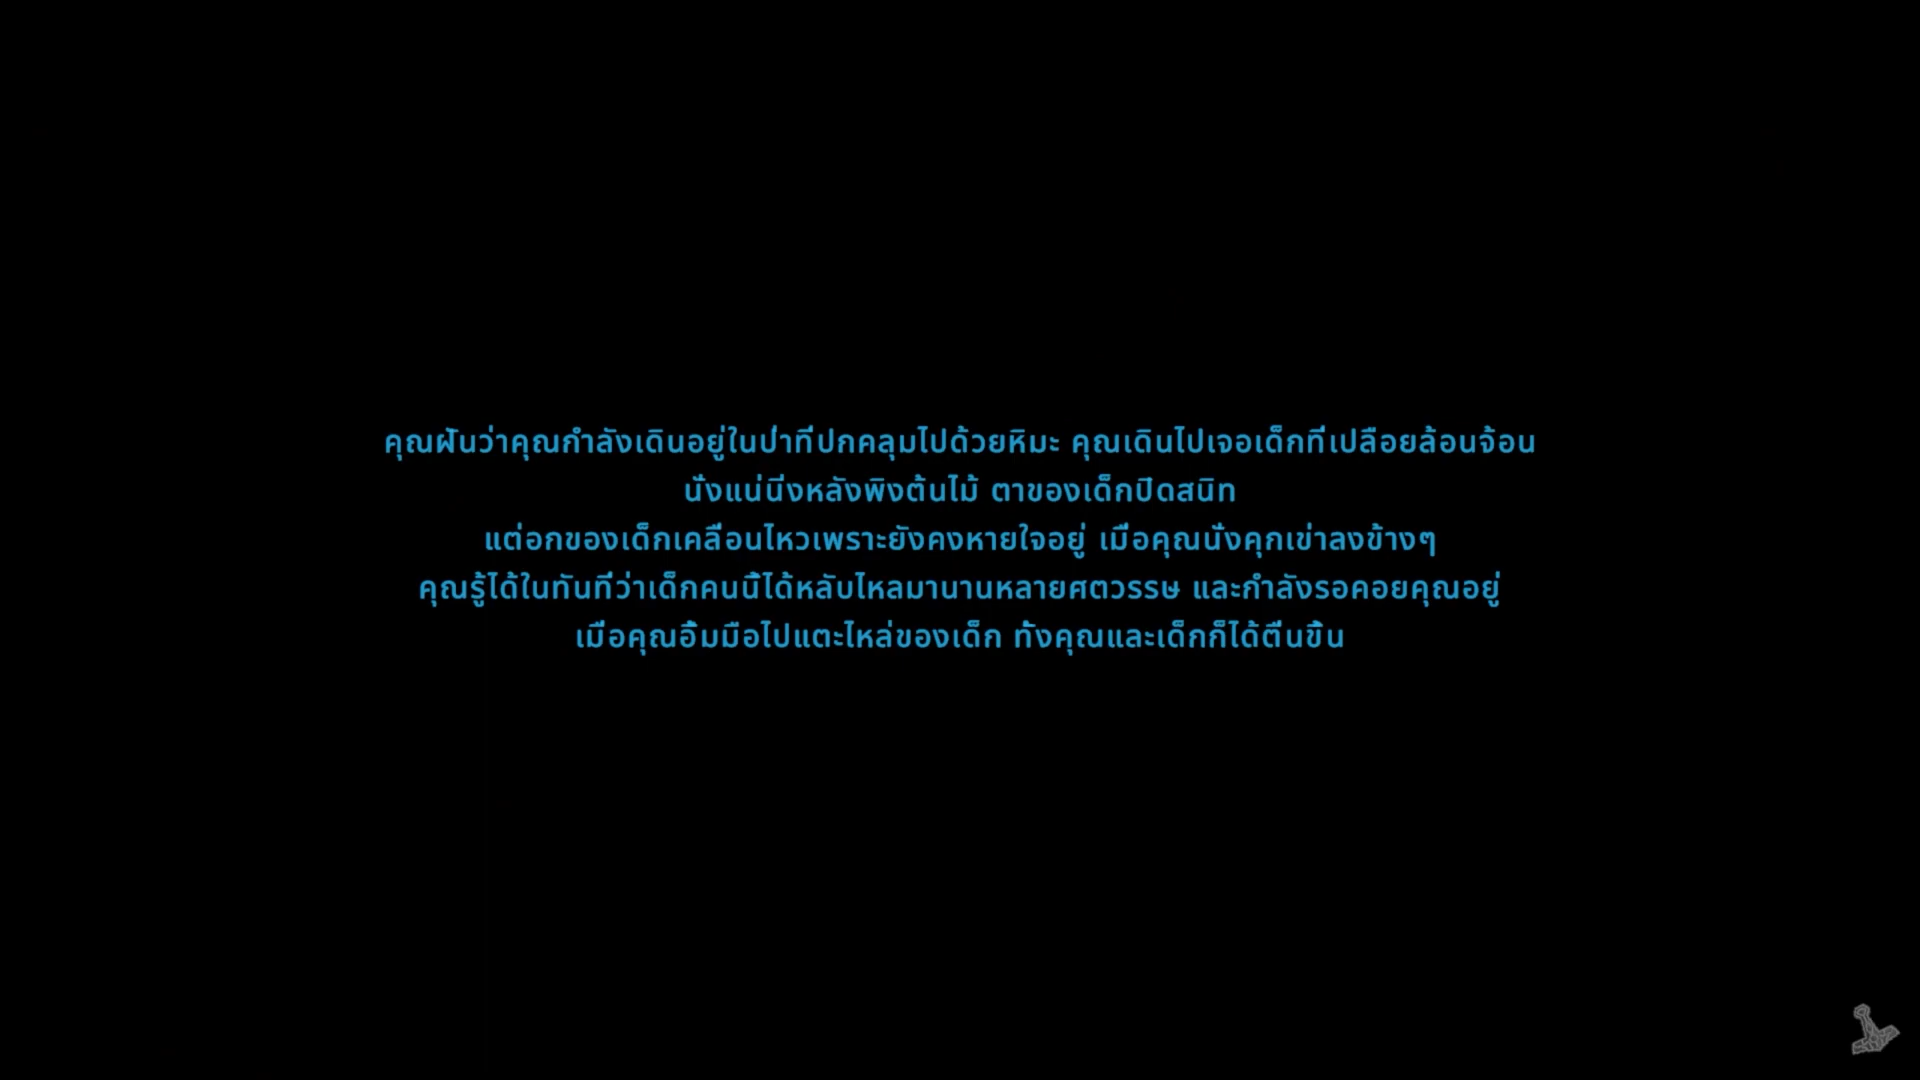 คุณฝันว่าคุณกำลังเดินอยู่ในป่าที่ปกคลุมไปด้วยหิมะ คุณเดินไปเจอเด็กที่เปลือยล้อนจ้อน
นั่งแน่นิ่งหลังพิงต้นไม้ ตาของเด็กปิดสนิท
แต่อกของเด็กเคลื่อนไหวเพราะยังคงหายใจอยู่ เมื่อคุณนั่งคุกเข่าลงข้างๆ
คุณรู้ได้ในทันทีว่าเด็กคนนี้ได้หลับไหลมานานหลายศตวรรษ และกำลังรอคอยคุณอยู่
เมื่อคุณอิ้มมือไปแตะไหล่ของเด็ก ทั้งคุณและเด็กก็ได้ตื่นขึ้น